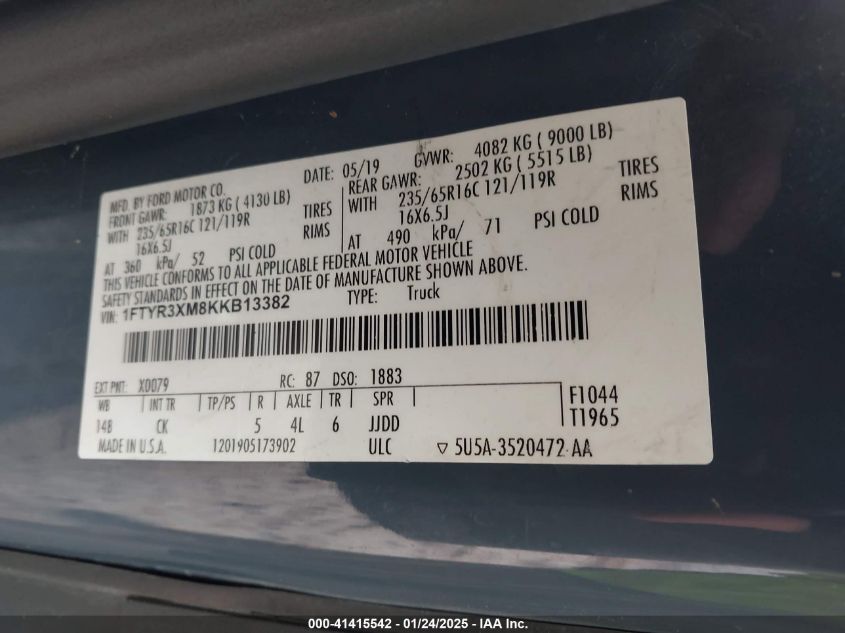 MFD. BY FORD MOTOR CO. DATE: 05/19 GVWR: 4082 KG ( 9000 LB)
FRONT GAWR: 1873 KG ( 4130 LB) REAR GAWR: 2502 KG ( 5515 LB)
WITH 235/65R16C 121/119R TIRES WITH 235/65R16C 121/119R TIRES
16X6.5J RIMS 16X6.5J RIMS
AT 360 kPa/ 52 PSI COLD AT 490 kPa/ 71 PSI COLD
THIS VEHICLE CONFORMS TO ALL APPLICABLE FEDERAL MOTOR VEHICLE
SAFETY STANDARDS IN EFFECT ON THE DATE OF MANUFACTURE SHOWN ABOVE.
VIN: 1FTYR3XM8KKB13382 TYPE: Truck
EXT PNT: X0079 RC: 87 DSO: 1883
WB INT TR TP/PS R AXLE TR SPR F1044
148 CK 5 4L 6 JJDD T1965
MADE IN U.S.A. 1201905173902 ULC ▽ 5U5A-3520472 AA
000-41415542 - 01/24/2025 - US - IAA Inc.